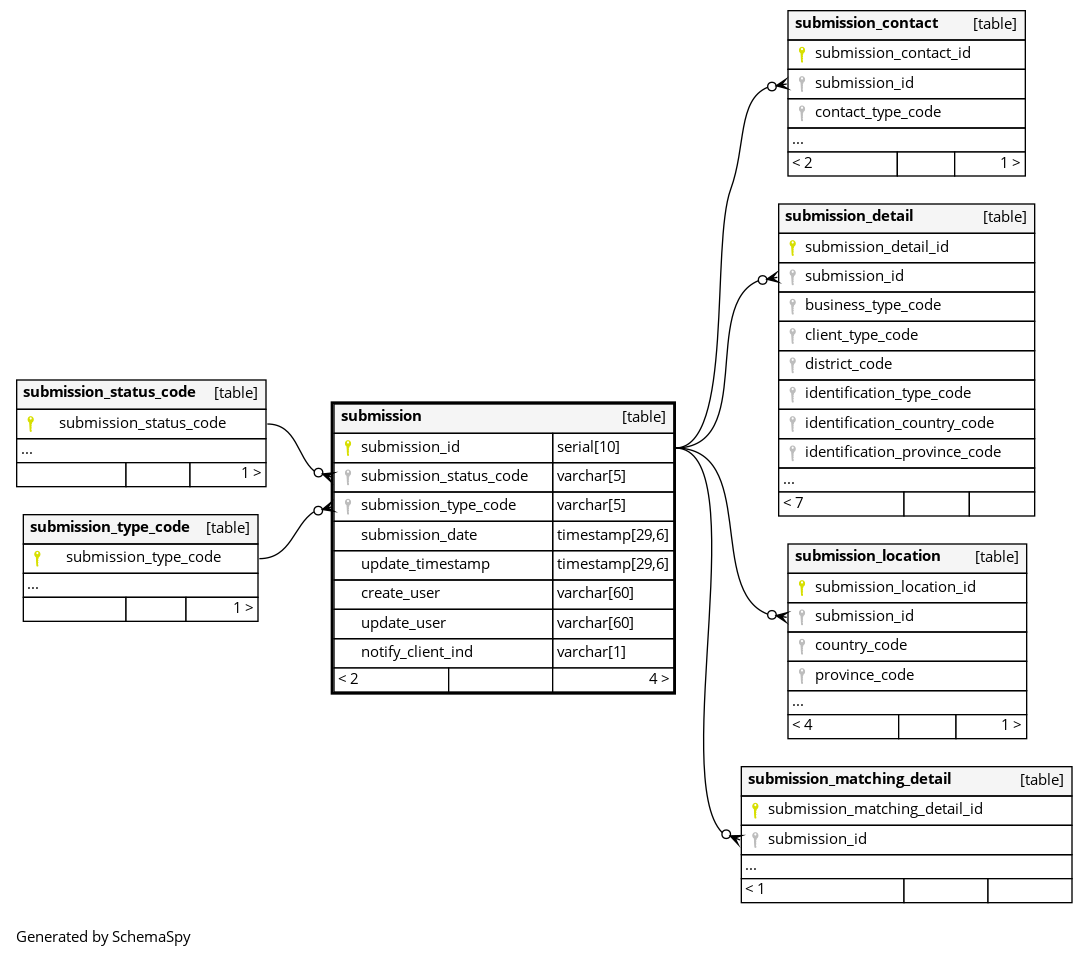 submission_contact [table]
submission_contact_id
submission_id
contact_type_code
...
< 2 1 >
submission_detail [table]
submission_detail_id
submission_id
business_type_code
client_type_code
district_code
identification_type_code
identification_country_code
identification_province_code
...
< 7
submission_status_code [table]
submission_status_code
...
1 >
submission_type_code [table]
submission_type_code
...
1 >
submission [table]
submission_id serial[10]
submission_status_code varchar[5]
submission_type_code varchar[5]
submission_date timestamp[29,6]
update_timestamp timestamp[29,6]
create_user varchar[60]
update_user varchar[60]
notify_client_ind varchar[1]
< 2 4 >
submission_location [table]
submission_location_id
submission_id
country_code
province_code
...
< 4 1 >
submission_matching_detail [table]
submission_matching_detail_id
submission_id
...
< 1
Generated by SchemaSpy